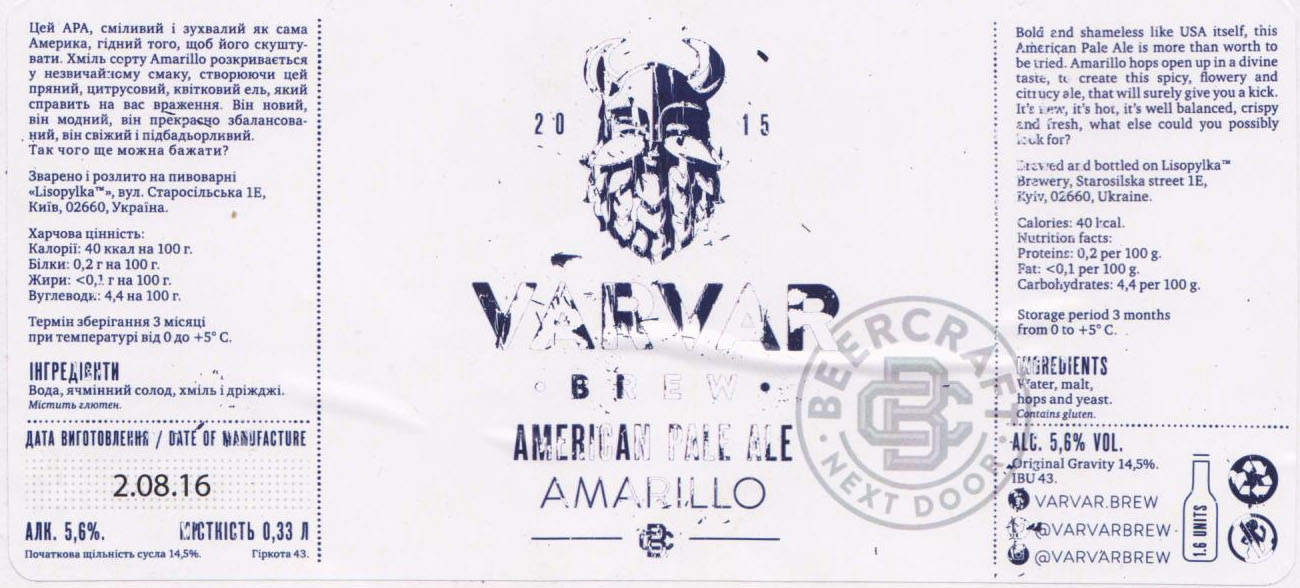 Цей АРА, сміливий і зухвалий як сама
Америка, гідний того, щоб його скушту-
вати. Хміль сорту Amarillo розкривається
у незвичайному смаку, створюючи цей
пряний, цитрусовий, квітковий ель, який
справить на вас враження. Він новий,
він модний, він прекрасно збалансова-
ний, він свіжий і підбадьорливий.
Так чого ще можна бажати?
Зварено і розлито на пивоварні
«Lisopylka™», вул. Старосільська 1Е,
Київ, 02660, Україна.
Харчова цінність:
Калорії: 40 ккал на 100 г.
Білки: 0,2 г на 100 г.
Жири: <0,1 г на 100 г.
Вуглеводи: 4,4 на 100 г.
Термін зберігання 3 місяці
при температурі від 0 до +5° С.
ІНГРЕДІЄНТИ
Вода, ячмінний солод, хміль і дріжджі.
Містить глютен.
ДАТА ВИГОТОВЛЕННЯ / DATE OF MANUFACTURE
2.08.16
АЛК. 5,6%. МІСТКІСТЬ 0,33 Л
Початкова щільність сусла 14,5%. Гіркота 43.
20 15
VARVAR
· BREW ·
AMERICAN PALE ALE
AMARILLO
BEERCRAFT
· NEXT DOOR ·
Bold and shameless like USA itself, this
American Pale Ale is more than worth to
be tried. Amarillo hops open up in a divine
taste, to create this spicy, flowery and
citrucy ale, that will surely give you a kick.
It's new, it's hot, it's well balanced, crispy
and fresh, what else could you possibly
look for?
Brewed and bottled on Lisopylka™
Brewery, Starosilska street 1E,
Kyiv, 02660, Ukraine.
Calories: 40 kcal.
Nutrition facts:
Proteins: 0,2 per 100 g.
Fat: <0,1 per 100 g.
Carbohydrates: 4,4 per 100 g.
Storage period 3 months
from 0 to +5° C.
INGREDIENTS
Water, malt,
hops and yeast.
Contains gluten.
ALC. 5,6% VOL.
Original Gravity 14,5%.
IBU 43.
VARVAR.BREW
@VARVARBREW
@VARVARBREW
1.6 UNITS